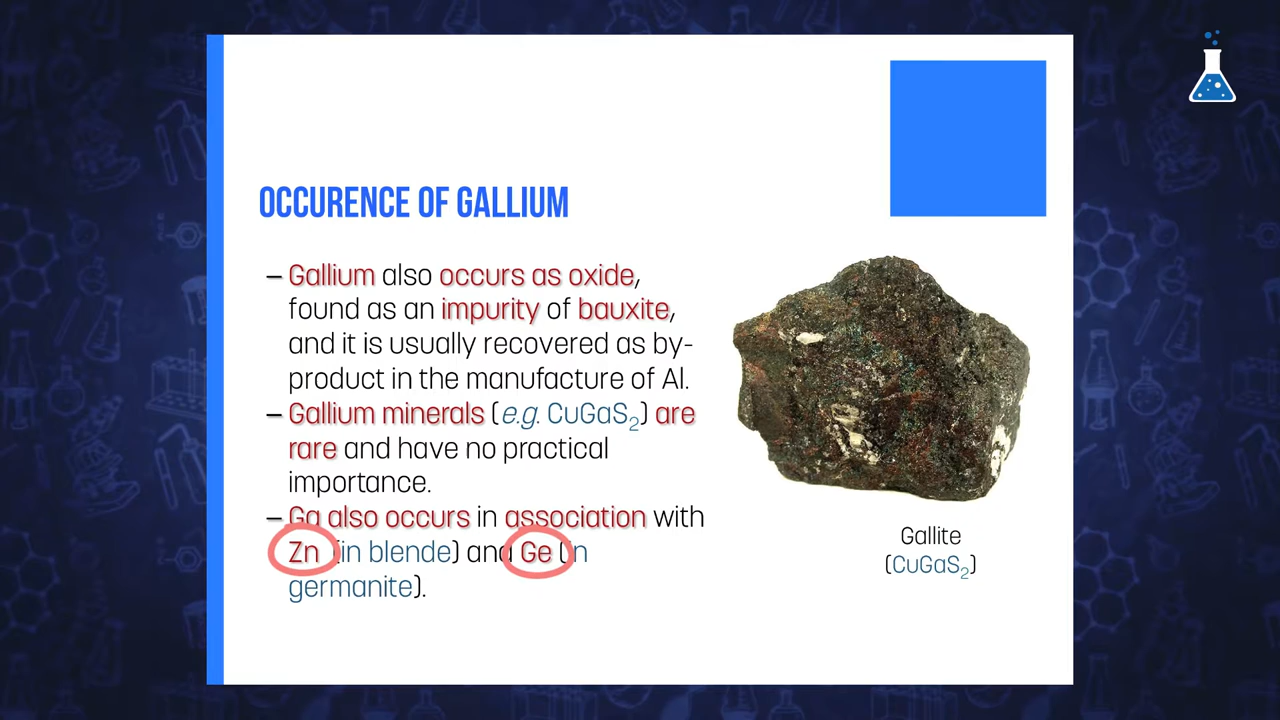 OCCURENCE OF GALLIUM
– Gallium also occurs as oxide,
found as an impurity of bauxite,
and it is usually recovered as by-
product in the manufacture of Al.
– Gallium minerals (e.g. CuGaS₂) are
rare and have no practical
importance.
– Ga also occurs in association with
Zn (in blende) and Ge (in
germanite).
Gallite
(CuGaS₂)